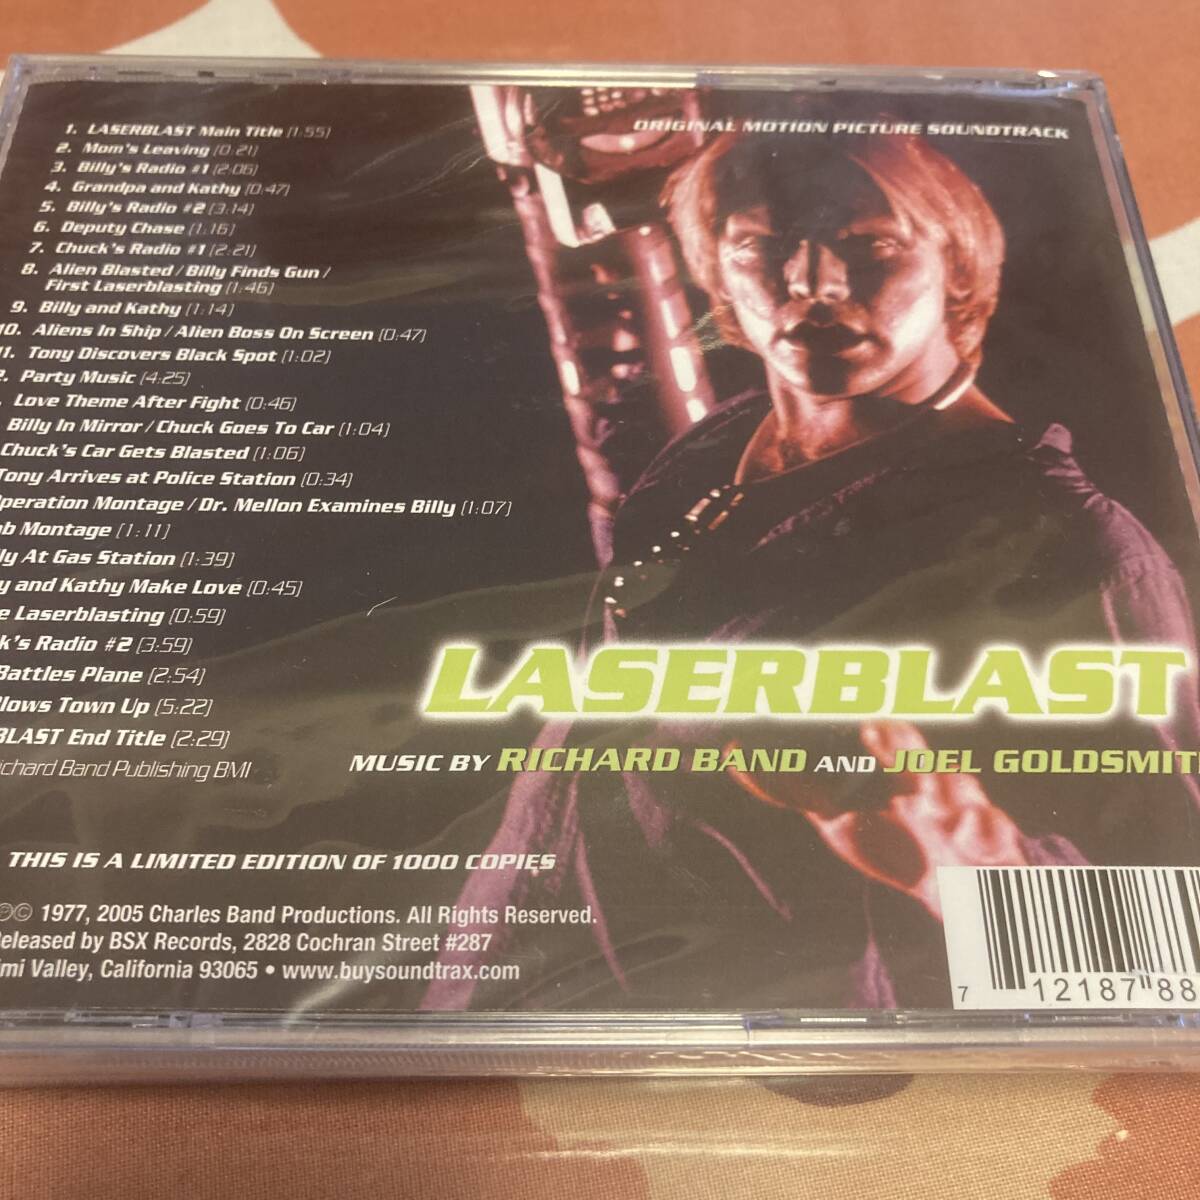 1. LASERBLAST Main Title [1:55]
2. Mom's Leaving [0:21]
3. Billy's Radio #1 [2:06]
4. Grandpa and Kathy [0:47]
5. Billy's Radio #2 [3:14]
6. Deputy Chase [1:16]
7. Chuck's Radio #1 [2:21]
8. Alien Blasted / Billy Finds Gun /
First Laserblasting [1:46]
9. Billy and Kathy [1:14]
10. Aliens In Ship / Alien Boss On Screen [0:47]
11. Tony Discovers Black Spot [1:02]
2. Party Music [4:25]
. Love Theme After Fight [0:46]
Billy In Mirror / Chuck Goes To Car [1:04]
Chuck's Car Gets Blasted [1:06]
Tony Arrives at Police Station [0:34]
Operation Montage / Dr. Mellon Examines Billy [1:07]
Montage [1:11]
At Gas Station [1:39]
and Kathy Make Love [0:45]
Laserblasting [0:59]
k's Radio #2 [3:59]
Battles Plane [2:54]
lows Town Up [5:22]
BLAST End Title [2:29]
ichard Band Publishing BMI
ORIGINAL MOTION PICTURE SOUNDTRACK
LASERBLAST
MUSIC BY RICHARD BAND AND JOEL GOLDSMITH
THIS IS A LIMITED EDITION OF 1000 COPIES
℗© 1977, 2005 Charles Band Productions. All Rights Reserved.
Released by BSX Records, 2828 Cochran Street #287
imi Valley, California 93065 • www.buysoundtrax.com
7 12187 88